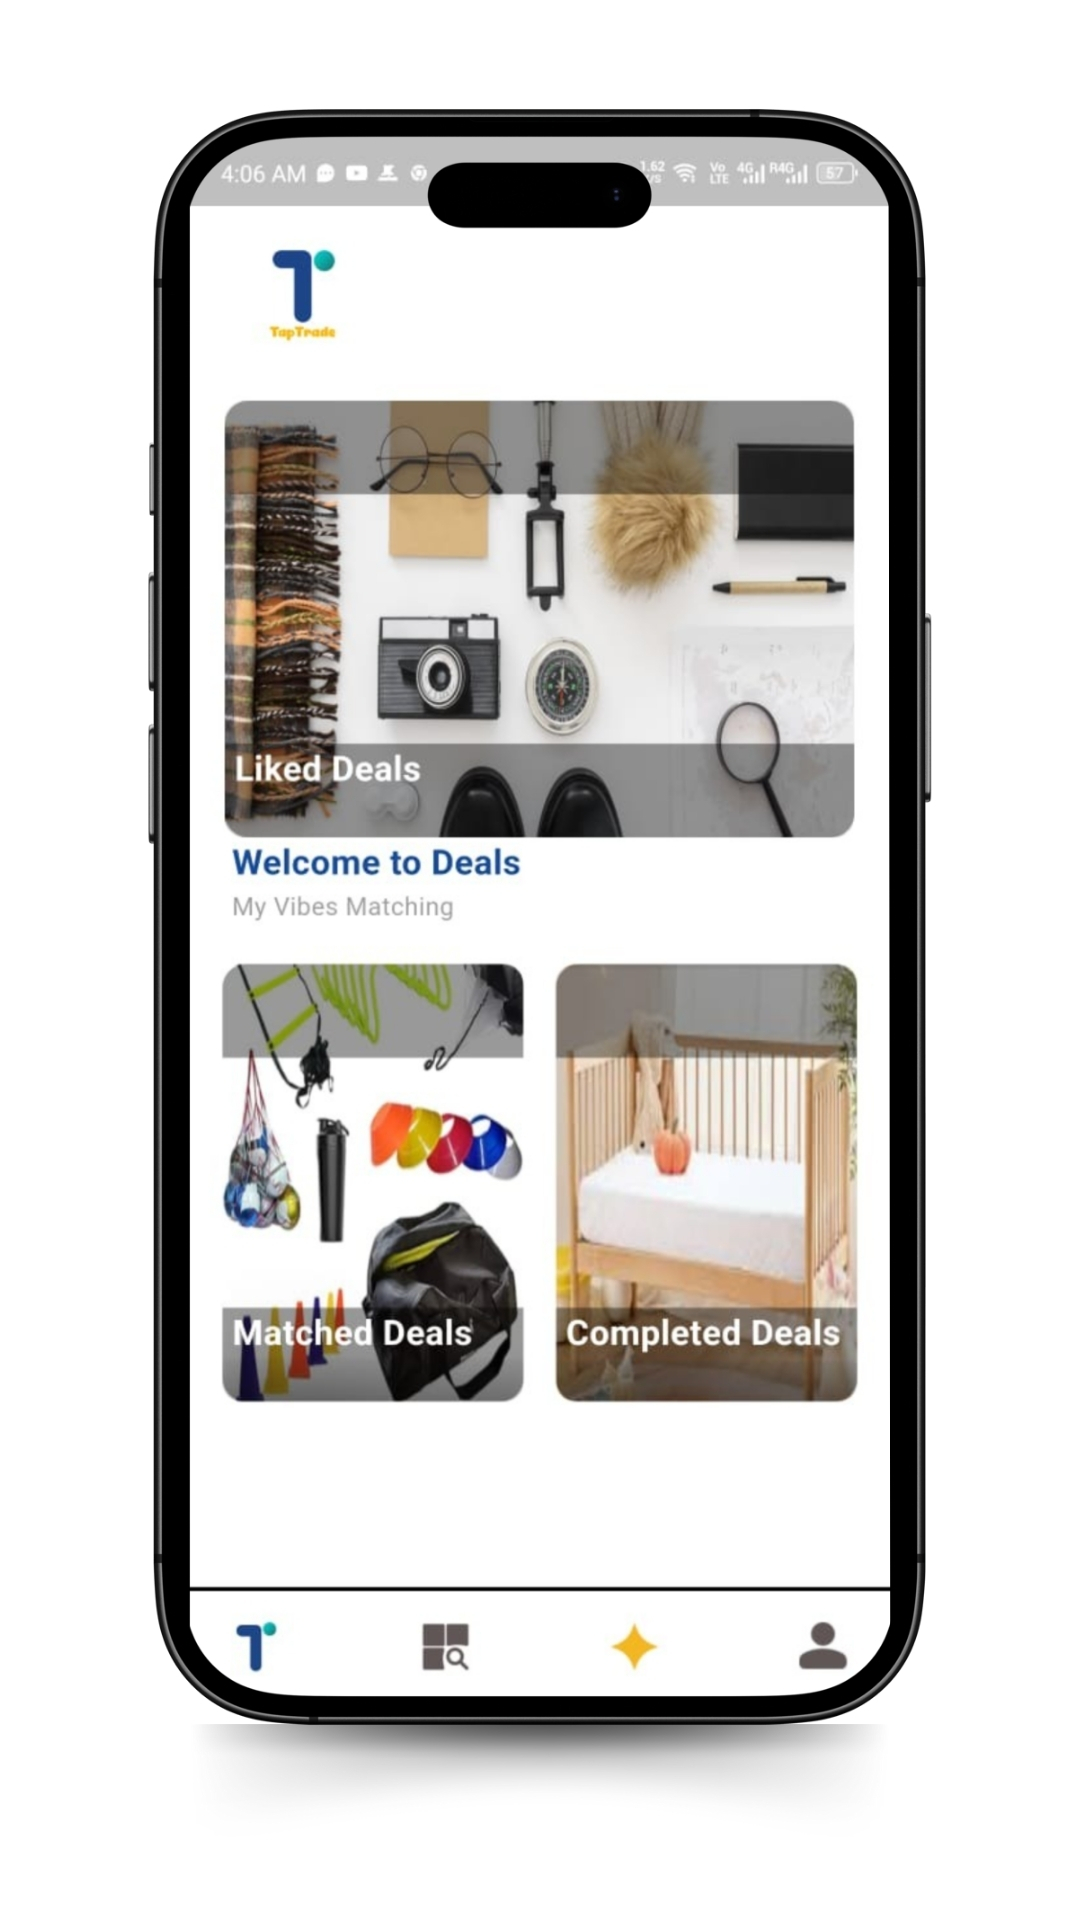 4:06 AM
1.62
Vo
LTE
4G
R4G
57
TapTrade
Liked Deals
Welcome to Deals
My Vibes Matching
Matched Deals
Completed Deals